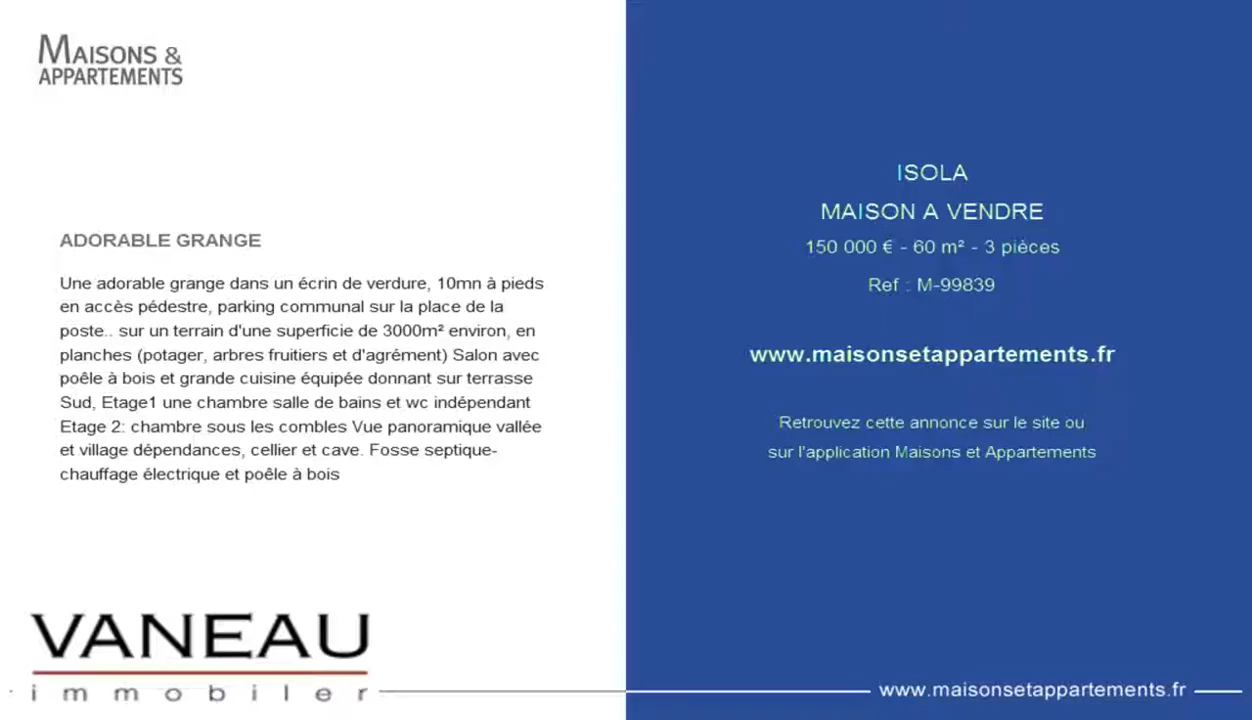 MAISONS &
APPARTEMENTS
ADORABLE GRANGE
Une adorable grange dans un écrin de verdure, 10mn à pieds
en accès pédestre, parking communal sur la place de la
poste.. sur un terrain d'une superficie de 3000m² environ, en
planches (potager, arbres fruitiers et d'agrément) Salon avec
poêle à bois et grande cuisine équipée donnant sur terrasse
Sud, Etage1 une chambre salle de bains et wc indépendant
Etage 2: chambre sous les combles Vue panoramique vallée
et village dépendances, cellier et cave. Fosse septique-
chauffage électrique et poêle à bois
VANEAU
immobilier
ISOLA
MAISON A VENDRE
150 000 € - 60 m² - 3 pièces
Ref : M-99839
www.maisonsetappartements.fr
Retrouvez cette annonce sur le site ou
sur l'application Maisons et Appartements
www.maisonsetappartements.fr